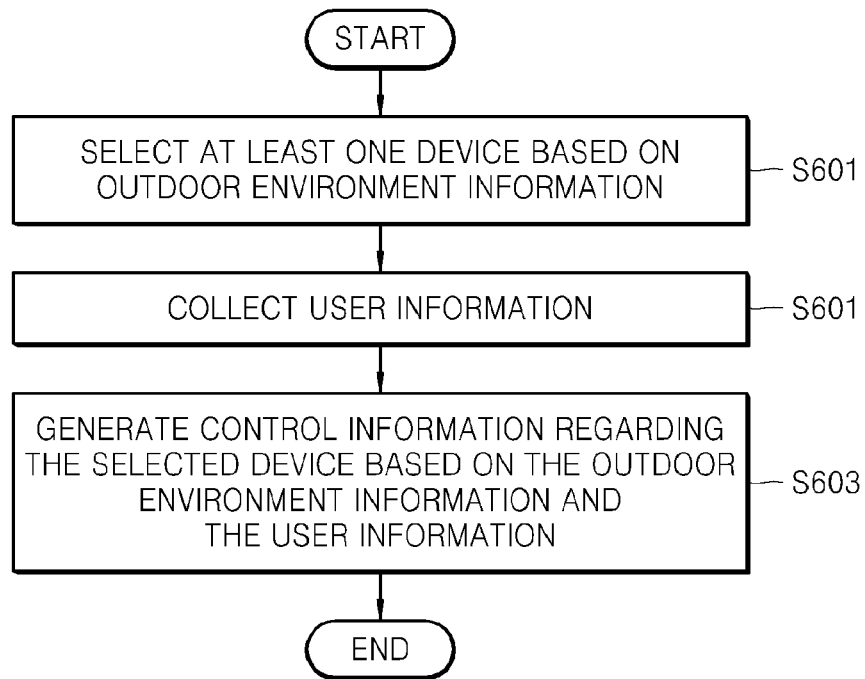 START
SELECT AT LEAST ONE DEVICE BASED ON
OUTDOOR ENVIRONMENT INFORMATION
S601
COLLECT USER INFORMATION
S601
GENERATE CONTROL INFORMATION REGARDING
THE SELECTED DEVICE BASED ON THE OUTDOOR
ENVIRONMENT INFORMATION AND
THE USER INFORMATION
S603
END